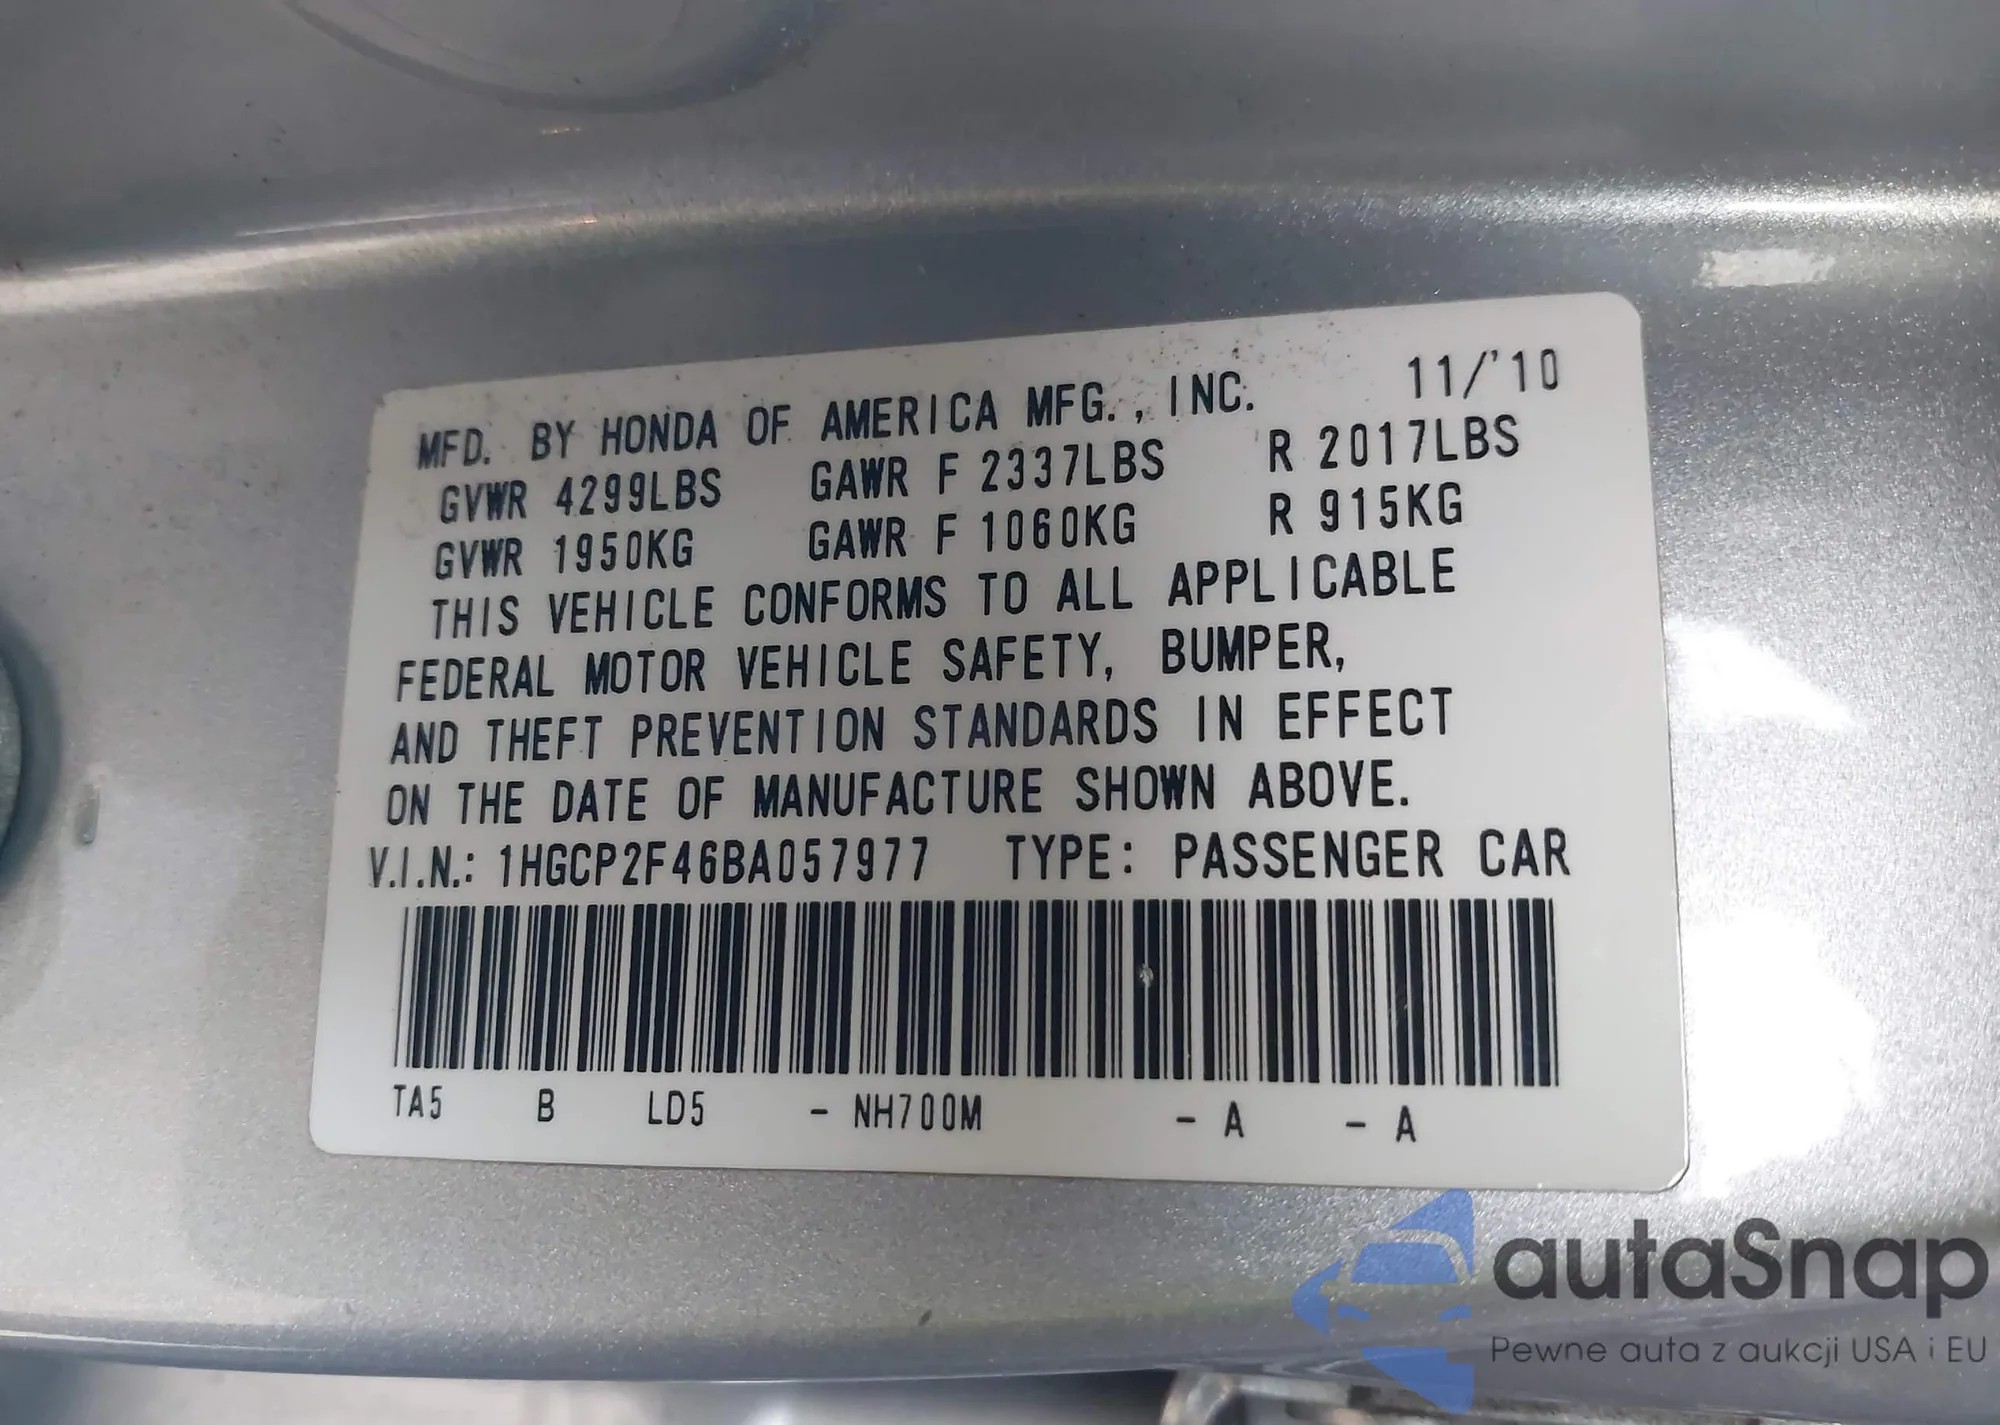 MFD. BY HONDA OF AMERICA MFG., INC. 11/'10
GVWR 4299LBS GAWR F 2337LBS R 2017LBS
GVWR 1950KG GAWR F 1060KG R 915KG
THIS VEHICLE CONFORMS TO ALL APPLICABLE
FEDERAL MOTOR VEHICLE SAFETY, BUMPER,
AND THEFT PREVENTION STANDARDS IN EFFECT
ON THE DATE OF MANUFACTURE SHOWN ABOVE.
V.I.N.: 1HGCP2F46BA057977 TYPE: PASSENGER CAR
TA5 B LD5 - NH700M - A - A
autaSnap
Pewne auta z aukcji USA i EU